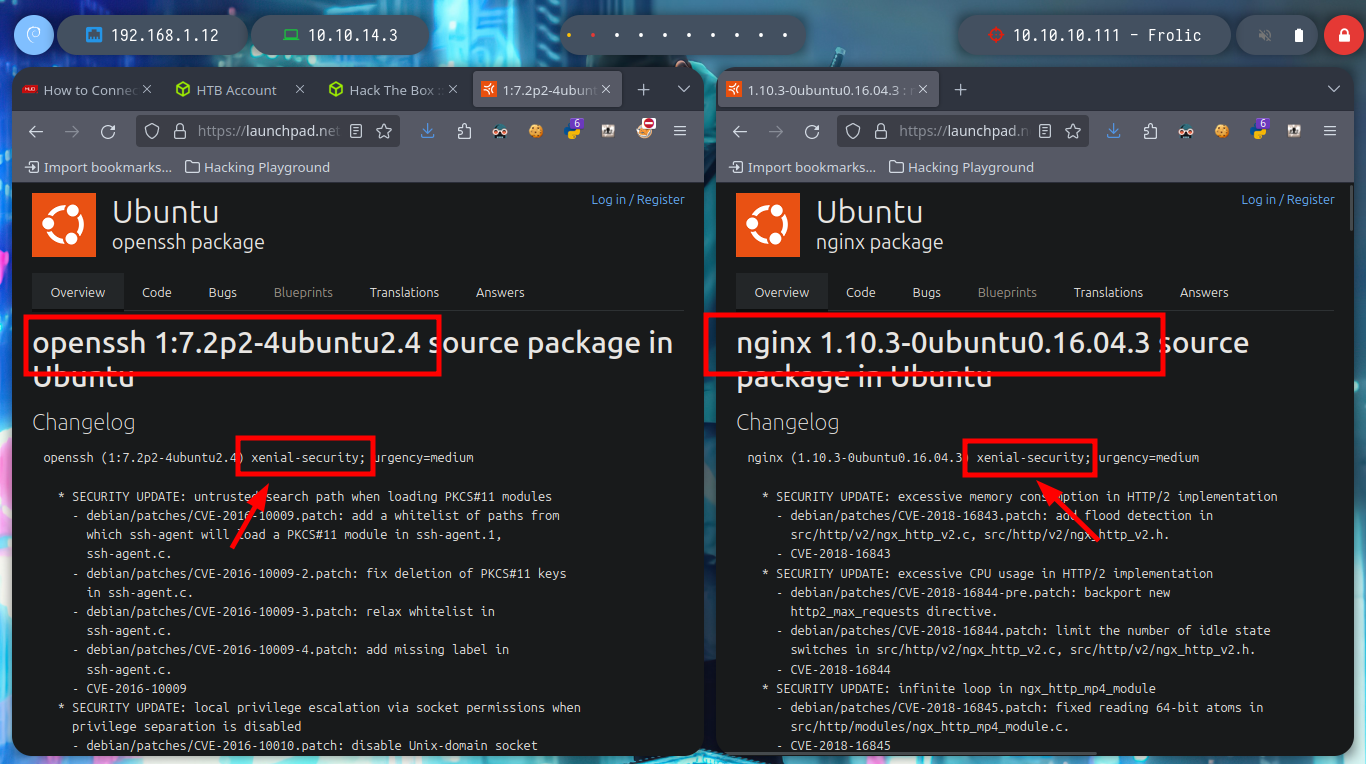 192.168.1.12
10.10.14.3
10.10.10.111 - Frolic
How to Connec
HTB Account
Hack The Box :
1:7.2p2-4ubunt
https://launchpad.net
6
Import bookmarks...
Hacking Playground
Log in / Register
Ubuntu
openssh package
Overview
Code
Bugs
Blueprints
Translations
Answers
openssh 1:7.2p2-4ubuntu2.4 source package in
Ubuntu
Changelog
openssh (1:7.2p2-4ubuntu2.4) xenial-security; urgency=medium
* SECURITY UPDATE: untrusted search path when loading PKCS#11 modules
- debian/patches/CVE-2016-10009.patch: add a whitelist of paths from
which ssh-agent will load a PKCS#11 module in ssh-agent.1,
ssh-agent.c.
- debian/patches/CVE-2016-10009-2.patch: fix deletion of PKCS#11 keys
in ssh-agent.c.
- debian/patches/CVE-2016-10009-3.patch: relax whitelist in
ssh-agent.c.
- debian/patches/CVE-2016-10009-4.patch: add missing label in
ssh-agent.c.
- CVE-2016-10009
* SECURITY UPDATE: local privilege escalation via socket permissions when
privilege separation is disabled
- debian/patches/CVE-2016-10010.patch: disable Unix-domain socket
1.10.3-0ubuntu0.16.04.3 :
https://launchpad.n
6
Import bookmarks...
Hacking Playground
Log in / Register
Ubuntu
nginx package
Overview
Code
Bugs
Blueprints
Translations
Answers
nginx 1.10.3-0ubuntu0.16.04.3 source
package in Ubuntu
Changelog
nginx (1.10.3-0ubuntu0.16.04.3) xenial-security; urgency=medium
* SECURITY UPDATE: excessive memory consumption in HTTP/2 implementation
- debian/patches/CVE-2018-16843.patch: add flood detection in
src/http/v2/ngx_http_v2.c, src/http/v2/ngx_http_v2.h.
- CVE-2018-16843
* SECURITY UPDATE: excessive CPU usage in HTTP/2 implementation
- debian/patches/CVE-2018-16844-pre.patch: backport new
http2_max_requests directive.
- debian/patches/CVE-2018-16844.patch: limit the number of idle state
switches in src/http/v2/ngx_http_v2.c, src/http/v2/ngx_http_v2.h.
- CVE-2018-16844
* SECURITY UPDATE: infinite loop in ngx_http_mp4_module
- debian/patches/CVE-2018-16845.patch: fixed reading 64-bit atoms in
src/http/modules/ngx_http_mp4_module.c.
- CVE-2018-16845